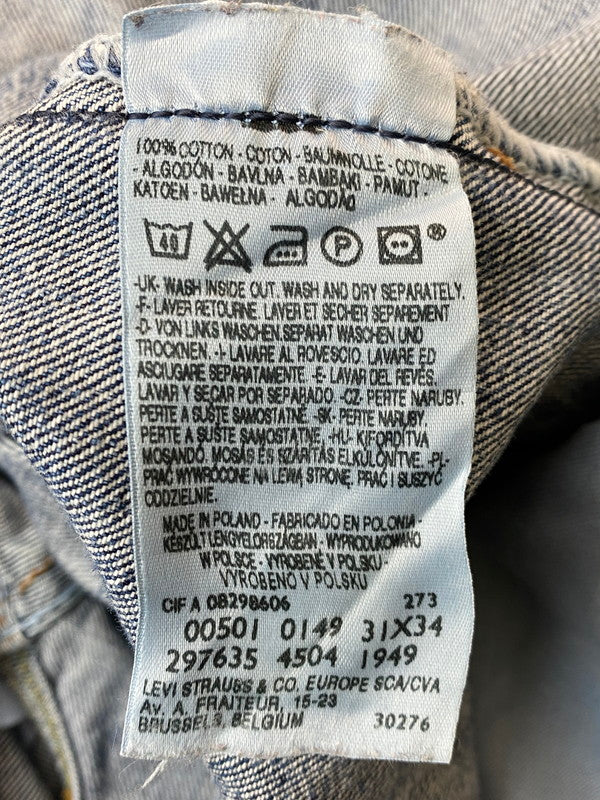 100% COTTON - COTON - BAUMWOLLE - COTONE
- ALGODÓN - BAVLNA - BAMBAKI - PAMUT -
KATOEN - BAWEŁNA - ALGODÃO
40 P ®
-UK- WASH INSIDE OUT. WASH AND DRY SEPARATELY.
-F- LAVER RETOURNE. LAVER ET SECHER SEPAREMENT
-D- VON LINKS WASCHEN. SEPARAT WASCHEN UND
TROCKNEN. -I- LAVARE AL ROVESCIO. LAVARE ED
ASCIUGARE SEPARATAMENTE. -E- LAVAR DEL REVÉS.
LAVAR Y SECAR POR SEPARADO -CZ- PERTE NARUBY.
PERTE A SUŠTE SAMOSTATNÉ. -SK- PERTE NARUBY.
PERTE A SUŠTE SAMOSTATNE. -HU- KIFORDÍTVA
MOSANDÓ. MOSÁS ÉS SZÁRÍTÁS ELKÜLÖNÍTVE. -PL-
PRAĆ WYWRÓCONE NA LEWĄ STRONĘ. PRAĆ I SUSZYĆ
ODDZIELNIE.
MADE IN POLAND - FABRICADO EN POLONIA -
KÉSZÜLT LENGYELORSZÁGBAN - WYPRODUKOWANO
W POLSCE - VYROBENÉ V POLSKU -
VYROBENO V POLSKU
CIF A 08298606 273
00501 0149 31X34
297635 4504 1949
LEVI STRAUSS & CO. EUROPE SCA/CVA
AV. A. FRAITEUR, 15-23
BRUSSELS, BELGIUM 30276